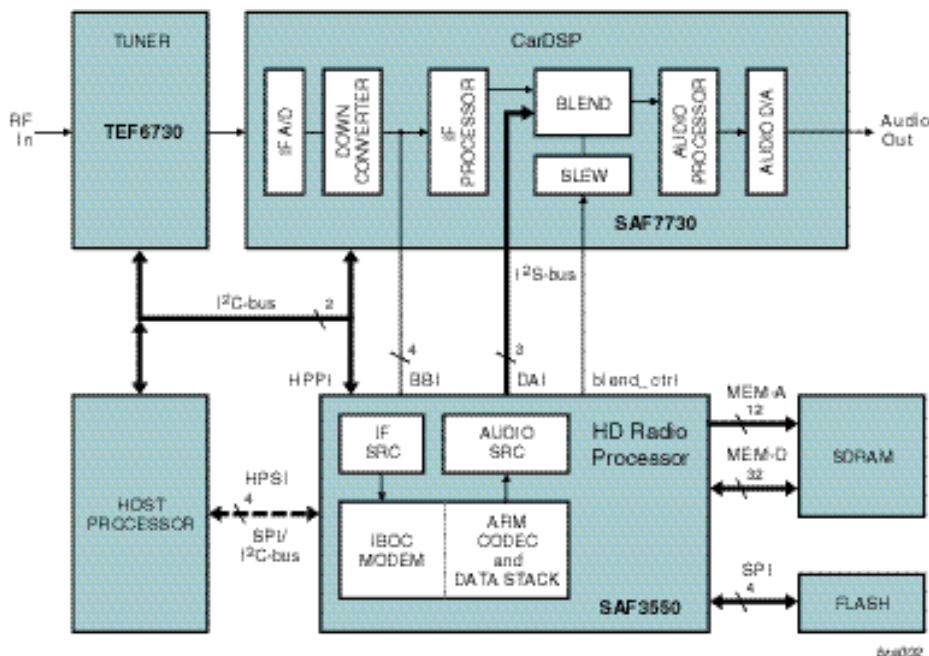 TUNER
TEF6730
RF
In
CarDSP
IF A/D
DOWN
CONVERTER
IF
PROCESSOR
BLEND
SLEW
AUDIO
PROCESSOR
AUDIO D/A
SAF7730
Audio
Out
I²C-bus
2
I²S-bus
4
3
HPPI
BBI
DAI
blend_ctrl
HOST
PROCESSOR
HPSI
4
SPI/
I²C-bus
IF
SRC
AUDIO
SRC
HD Radio
Processor
IBOC
MODEM
ARM
CODEC
and
DATA STACK
SAF3550
MEM-A
12
MEM-D
32
SDRAM
SPI
4
FLASH